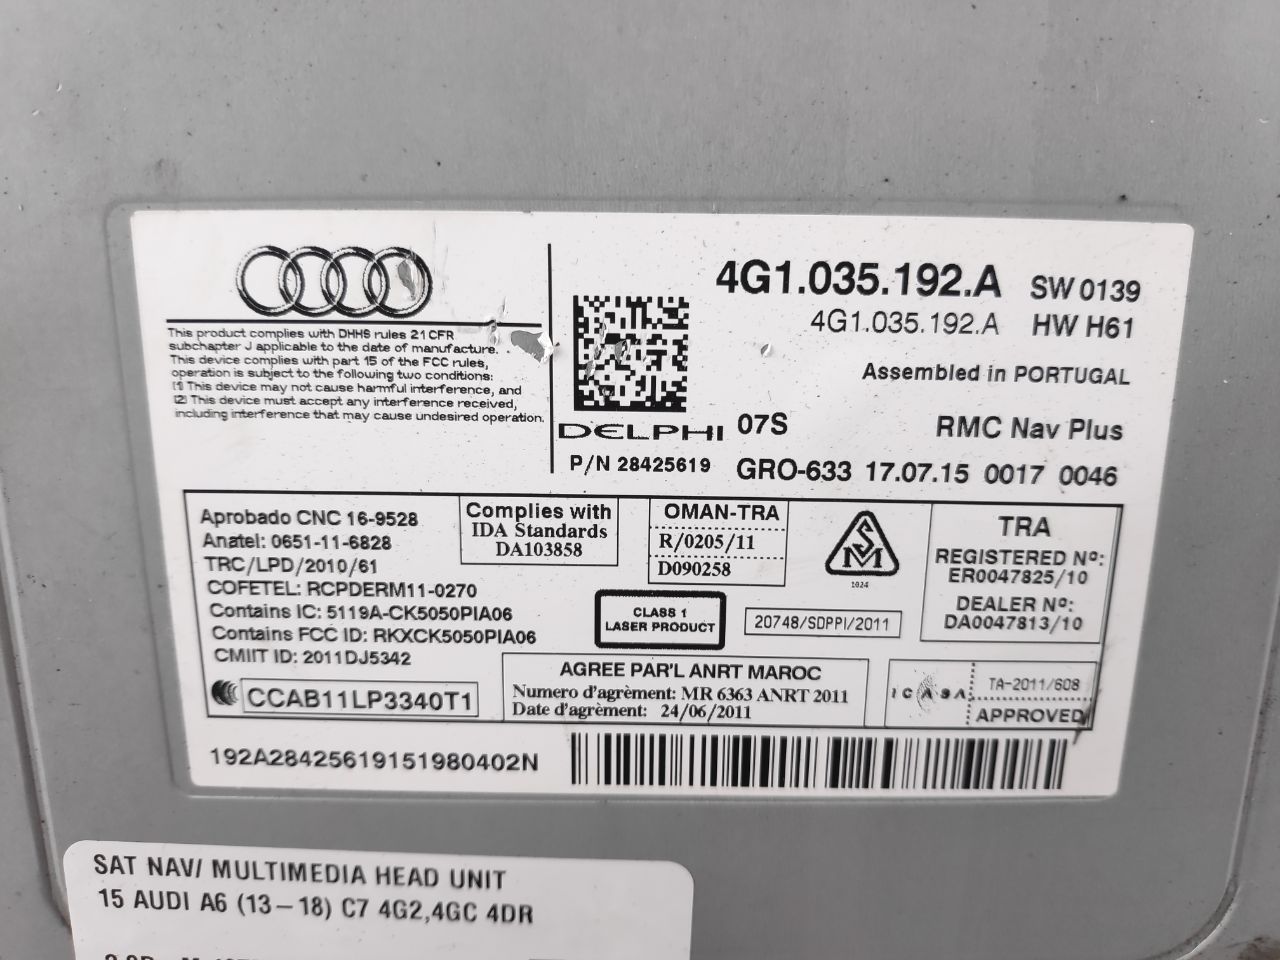 4G1.035.192.A SW 0139
4G1.035.192.A HW H61
Assembled in PORTUGAL
This product complies with DHHS rules 21 CFR
subchapter J applicable to the date of manufacture.
This device complies with part 15 of the FCC rules,
operation is subject to the following two conditions:
(1) This device may not cause harmful interference, and
(2) This device must accept any interference received,
including interference that may cause undesired operation.
DELPHI 07S RMC Nav Plus
P/N 28425619 GRO-633 17.07.15 0017 0046
Aprobado CNC 16-9528
Anatel: 0651-11-6828
TRC/LPD/2010/61
COFETEL: RCPDERM11-0270
Contains IC: 5119A-CK5050PIA06
Contains FCC ID: RKXCK5050PIA06
CMIIT ID: 2011DJ5342
CCAB11LP3340T1
Complies with
IDA Standards
DA103858
OMAN-TRA
R/0205/11
D090258
SM
1024
TRA
REGISTERED Nº:
ER0047825/10
DEALER Nº:
DA0047813/10
CLASS 1
LASER PRODUCT
20748/SDPPI/2011
AGREE PAR'L ANRT MAROC
Numero d'agrèment: MR 6363 ANRT 2011
Date d'agrèment: 24/06/2011
ICASA TA-2011/608
APPROVED
192A28425619151980402N
SAT NAV/ MULTIMEDIA HEAD UNIT
15 AUDI A6 (13-18) C7 4G2,4GC 4DR